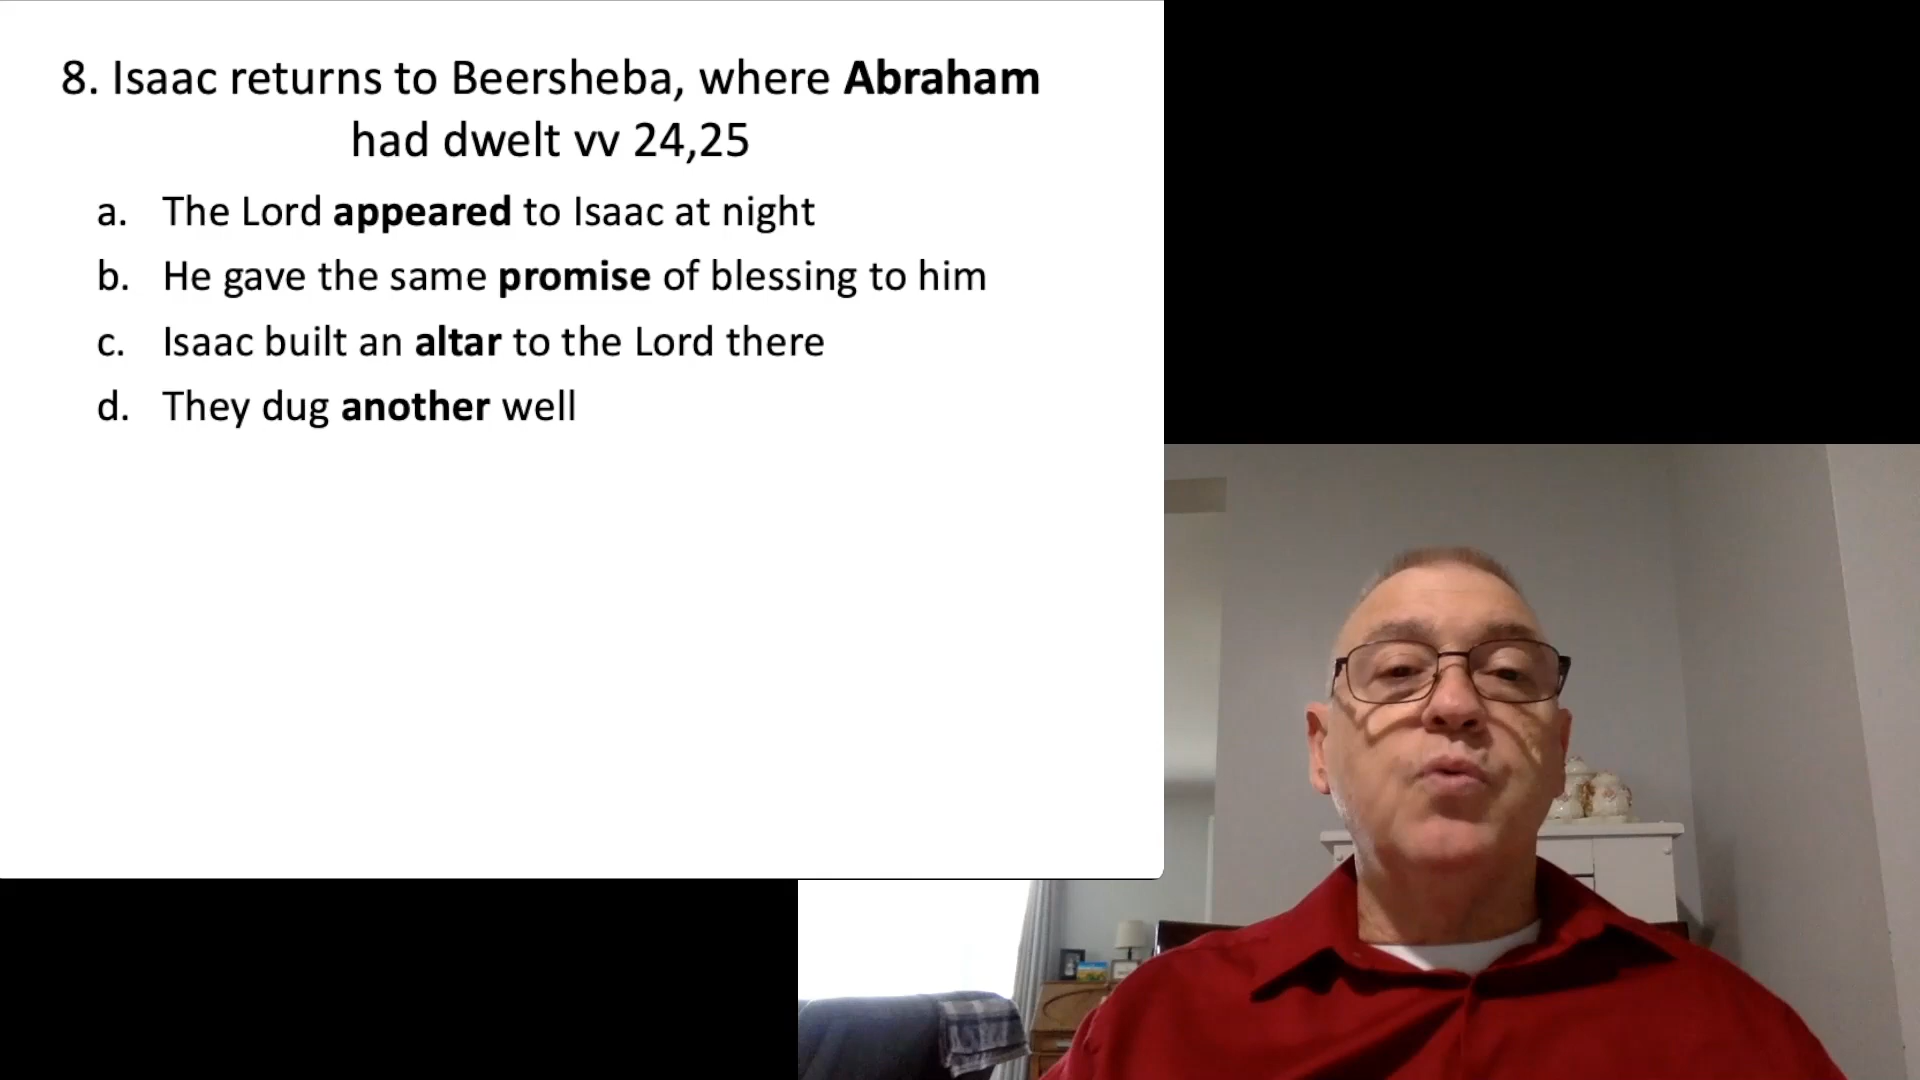 8. Isaac returns to Beersheba, where Abraham
had dwelt vv 24,25
a. The Lord appeared to Isaac at night
b. He gave the same promise of blessing to him
c. Isaac built an altar to the Lord there
d. They dug another well